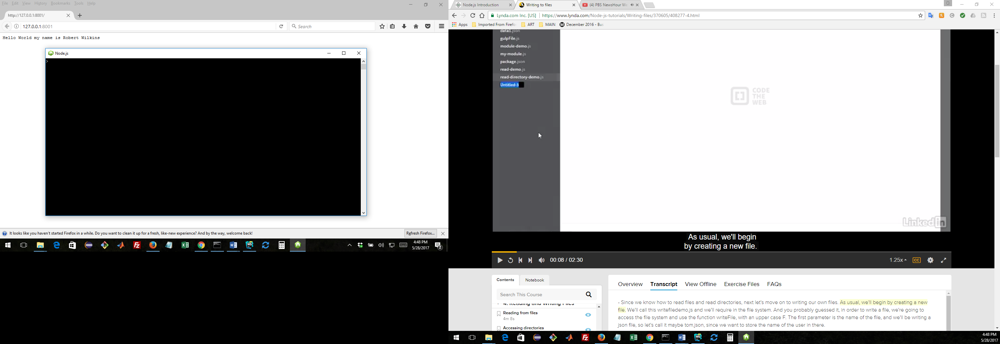 File Edit View History Bookmarks Tools Help
http://127.0.0.1:8001/
127.0.0.1:8001
Search
Hello World my name is Robert Wilkins
Node.js
>
It looks like you haven't started Firefox in a while. Do you want to clean it up for a fresh, like-new experience? And by the way, welcome back!
Refresh Firefox...
4:48 PM
5/28/2017
2
Node.js Introduction
Writing to files
(4) PBS NewsHour We
R
Lynda.com Inc. [US]
https://www.lynda.com/Node-js-tutorials/Writing-files/370605/408277-4.html
Apps
Imported From Firefo
ART
MAIN
December 2016 - Bus
data1.json
gulpFile.js
module-demo.js
my-module.js
package.json
read-demo.js
read-directory-demo.js
Untitled-3
CODE
THE
WEB
LinkedIn
As usual, we'll begin
by creating a new file.
00:08 / 02:30
1.25x
CC
Contents
Notebook
Search This Course
4. Reading and Writing Files
Reading from files
4m 8s
Accessing directories
Overview
Transcript
View Offline
Exercise Files
FAQs
- Since we know how to read files and read directories, next let's move on to writing our own files. As usual, we'll begin by creating a new
file. We'll call this writefiledemo.js and we'll require in the file system. And you probably guessed it, in order to write a file, we're going to
access the file system and use the function writeFile, with an upper case F. The first parameter is the name of the file, and we'll be writing a
json file, so let's call it maybe tom.json, since we want to store the name of the user in there.
4:48 PM
5/28/2017